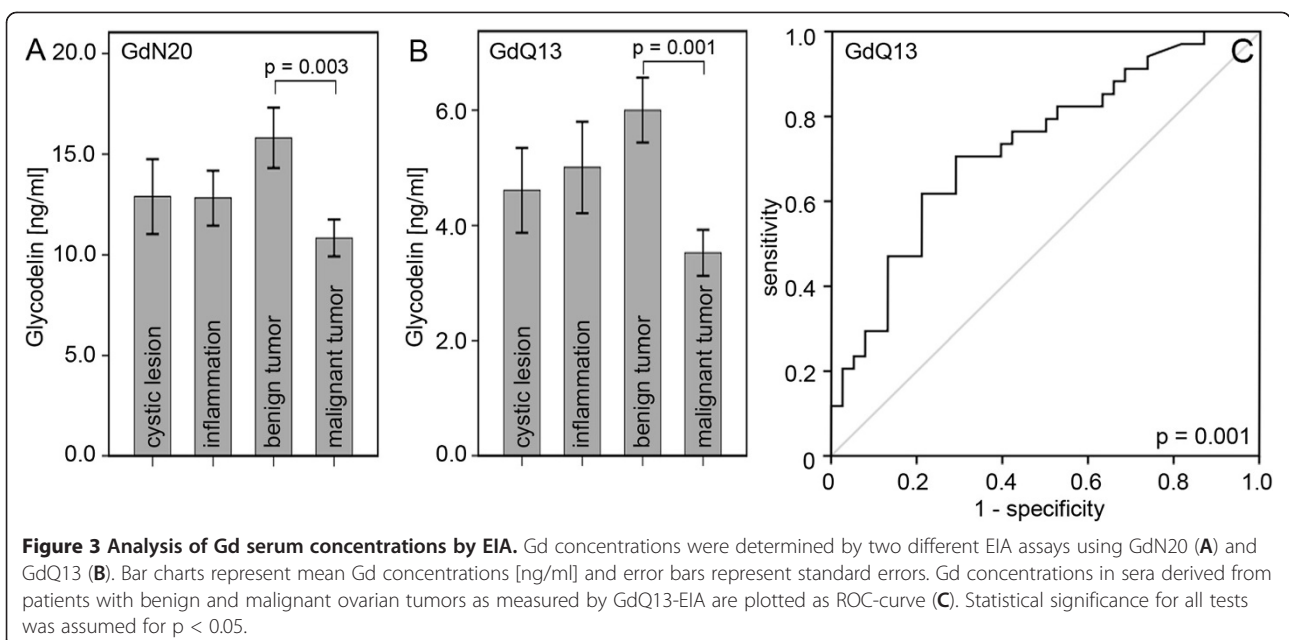 A
GdN20
20.0
15.0
10.0
5.0
0.0
Glycodelin [ng/ml]
p = 0.003
cystic lesion
inflammation
benign tumor
malignant tumor
B
GdQ13
6.0
4.0
2.0
0.0
Glycodelin [ng/ml]
p = 0.001
cystic lesion
inflammation
benign tumor
malignant tumor
GdQ13
C
1.0
0.8
0.6
0.4
0.2
0
sensitivity
p = 0.001
0 0.2 0.4 0.6 0.8 1.0
1 - specificity
Figure 3 Analysis of Gd serum concentrations by EIA. Gd concentrations were determined by two different EIA assays using GdN20 (A) and
GdQ13 (B). Bar charts represent mean Gd concentrations [ng/ml] and error bars represent standard errors. Gd concentrations in sera derived from
patients with benign and malignant ovarian tumors as measured by GdQ13-EIA are plotted as ROC-curve (C). Statistical significance for all tests
was assumed for p < 0.05.